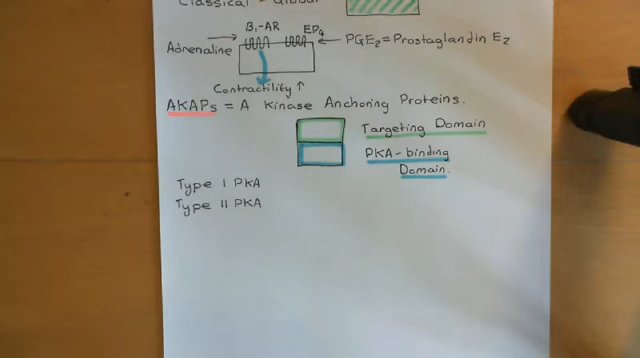 Classical - Global
B₁-AR
EP₄
Adrenaline
PGE₂ = Prostaglandin E₂
Contractility ↑
AKAPs = A Kinase Anchoring Proteins.
Targeting Domain
PKA-binding
Domain.
Type I PKA
Type II PKA